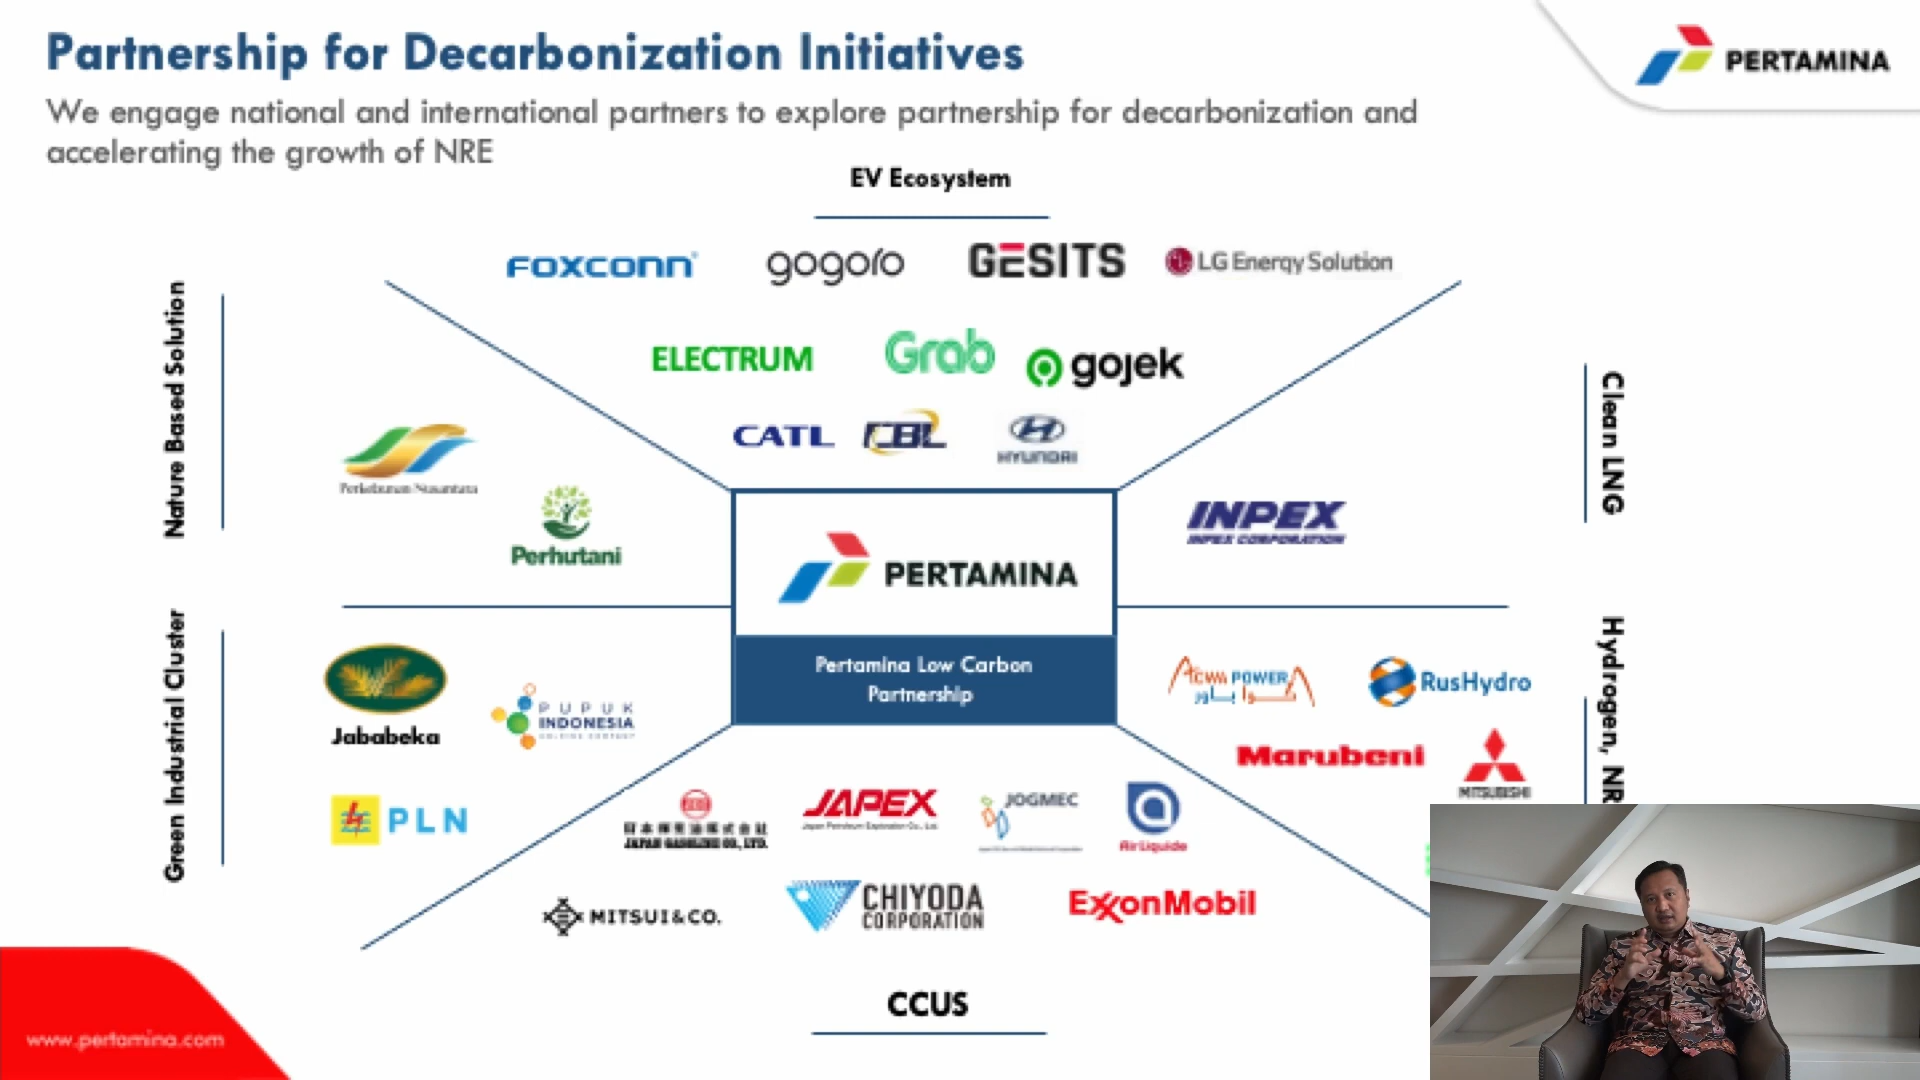 Partnership for Decarbonization Initiatives
PERTAMINA
We engage national and international partners to explore partnership for decarbonization and
accelerating the growth of NRE
EV Ecosystem
FOXCONN
gogoro
GESITS
LG Energy Solution
ELECTRUM
Grab
gojek
CATL
CBL
HYUNDAI
Nature Based Solution
Perkebunan Nusantara
Perhutani
Clean LNG
INPEX
INPEX CORPORATION
PERTAMINA
Pertamina Low Carbon
Partnership
Green Industrial Cluster
Jababeka
PUPUK
INDONESIA
PLN
Hydrogen,
ACWA POWER
RusHydro
Marubeni
MITSUBISHI
JAPAN GASOLINE CO., LTD.
JAPEX
Japan Petroleum Exploration Co., Ltd.
JOGMEC
Air Liquide
MITSUI & CO.
CHIYODA
CORPORATION
ExxonMobil
CCUS
www.pertamina.com